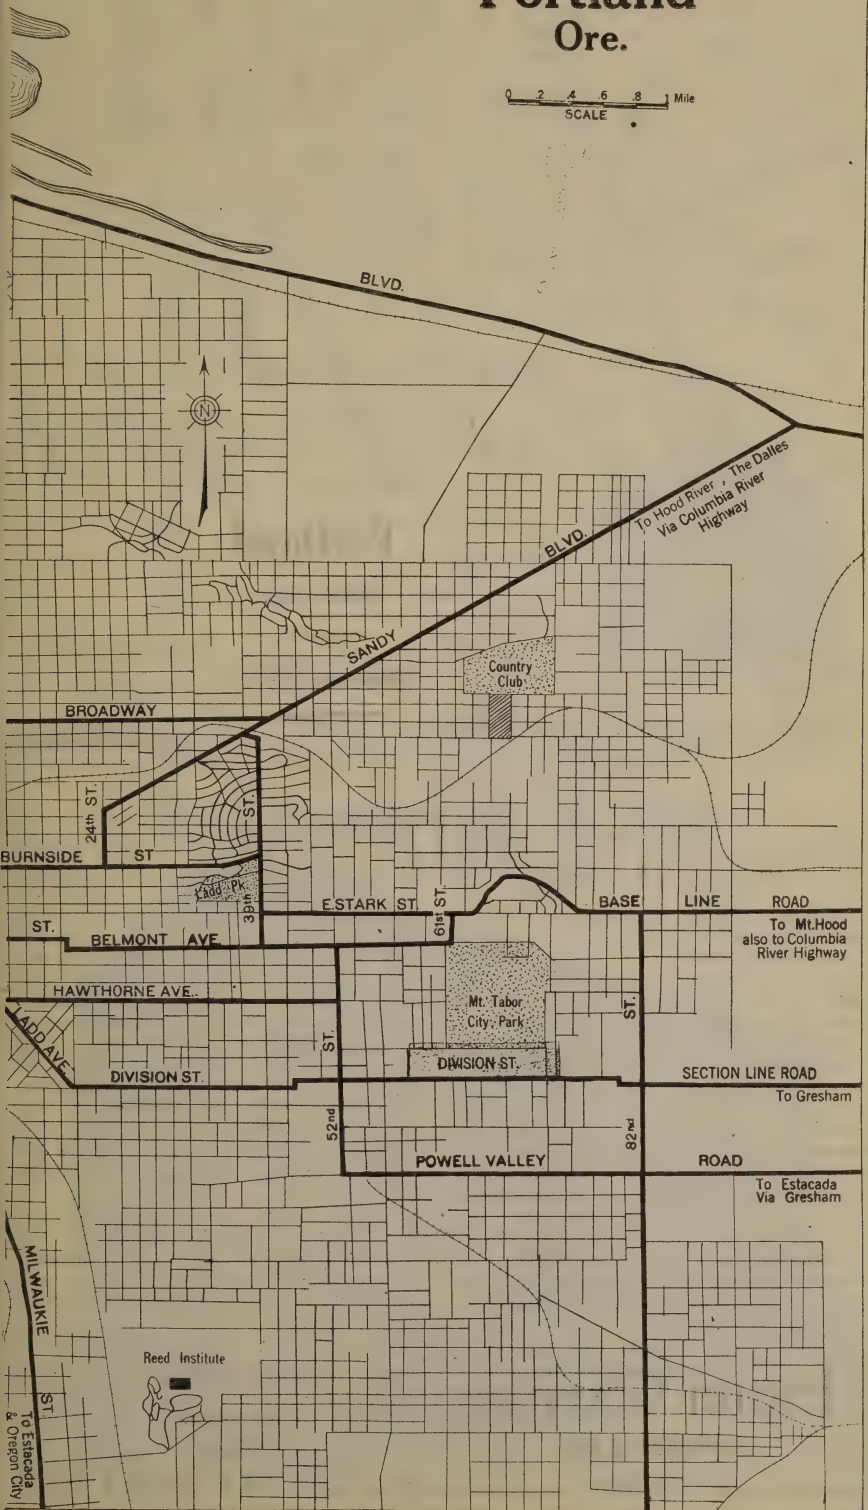 Portland
Ore.
0 .2 .4 .6 .8 1 Mile
SCALE
BLVD.
N
To Hood River, The Dalles
Via Columbia River
Highway
BLVD.
SANDY
Country
Club
BROADWAY
24th ST.
ST.
BURNSIDE ST
Ladd Pk.
39th
E.STARK ST.
61st ST.
BASE LINE ROAD
To Mt.Hood
also to Columbia
River Highway
ST.
BELMONT AVE.
HAWTHORNE AVE.
Mt. Tabor
City Park
ST.
LADD AVE.
ST.
DIVISION ST.
DIVISION ST.
SECTION LINE ROAD
To Gresham
52nd
82nd
POWELL VALLEY ROAD
To Estacada
Via Gresham
MILWAUKIE
ST
Reed Institute
To Estacada
& Oregon City